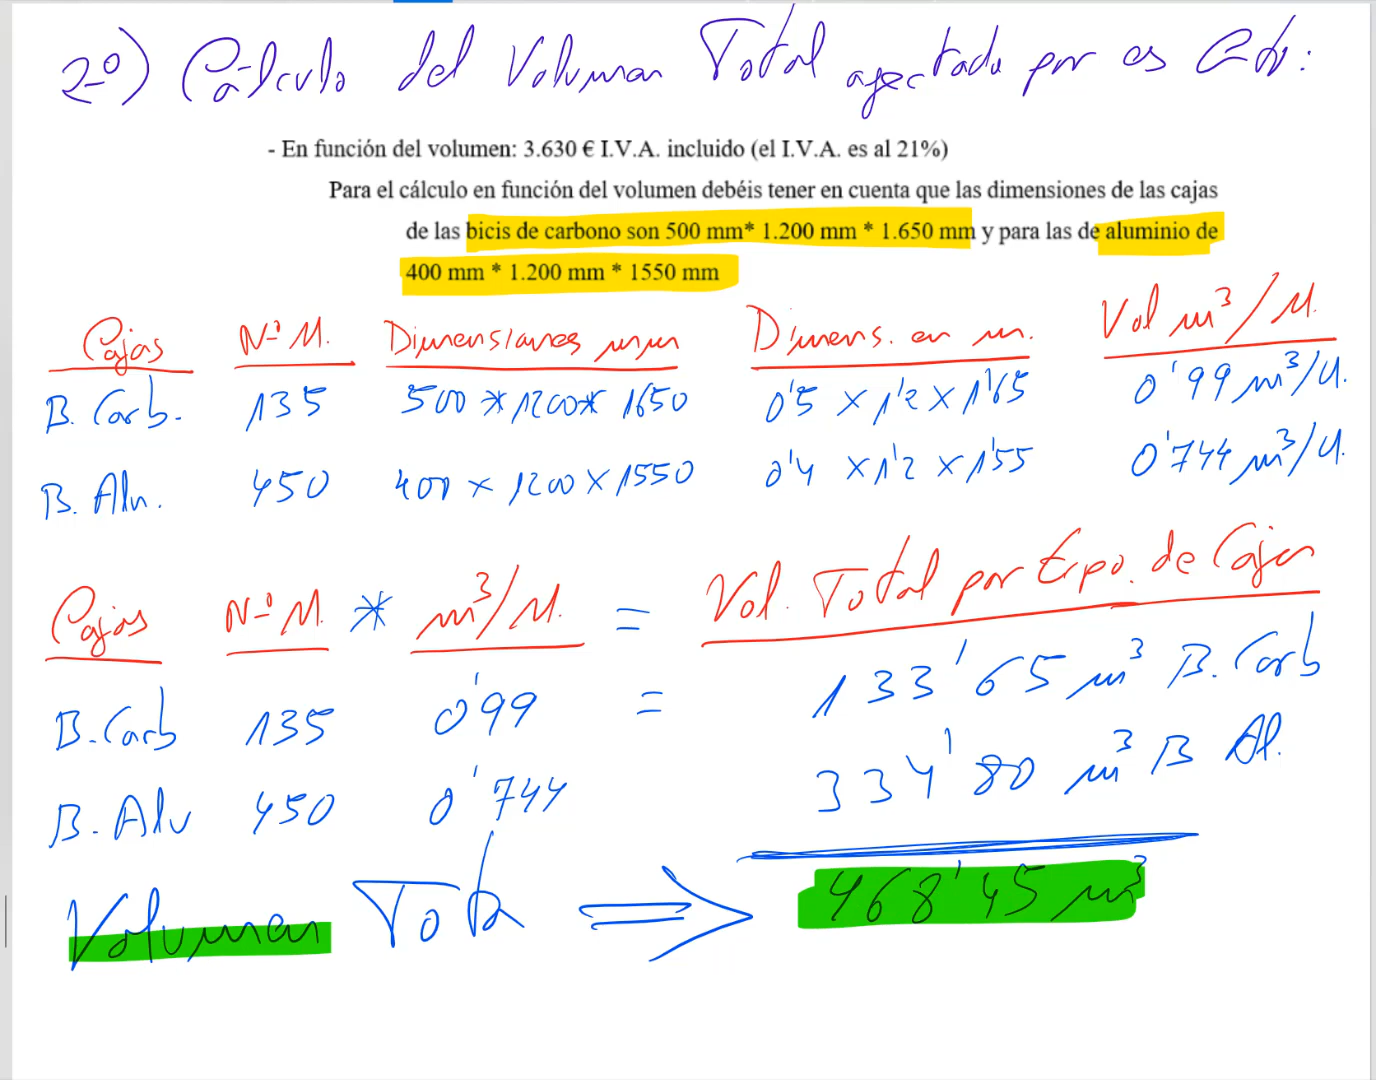 2º) Cálculo del Volumen Total afectado por es Cto:
- En función del volumen: 3.630 € I.V.A. incluido (el I.V.A. es al 21%)
Para el cálculo en función del volumen debéis tener en cuenta que las dimensiones de las cajas
de las bicis de carbono son 500 mm* 1.200 mm * 1.650 mm y para las de aluminio de
400 mm * 1.200 mm * 1550 mm
Cajas Nº U. Dimensiones mm Dimens. en m. Vol m³/U.
B. Carb. 135 500 * 1200 * 1650 0'5 x 1'2 x 1'65 0'99 m³/U.
B. Alu. 450 400 x 1200 x 1550 0'4 x 1'2 x 1'55 0'744 m³/U.
Cajas Nº U. * m³/U. = Vol. Total por tipo de Cajas
B. Carb 135 0'99 = 133'65 m³ B. Carb
B. Alu 450 0'744 334'80 m³ B Al.
Volumen Total ⇒ 468'45 m³